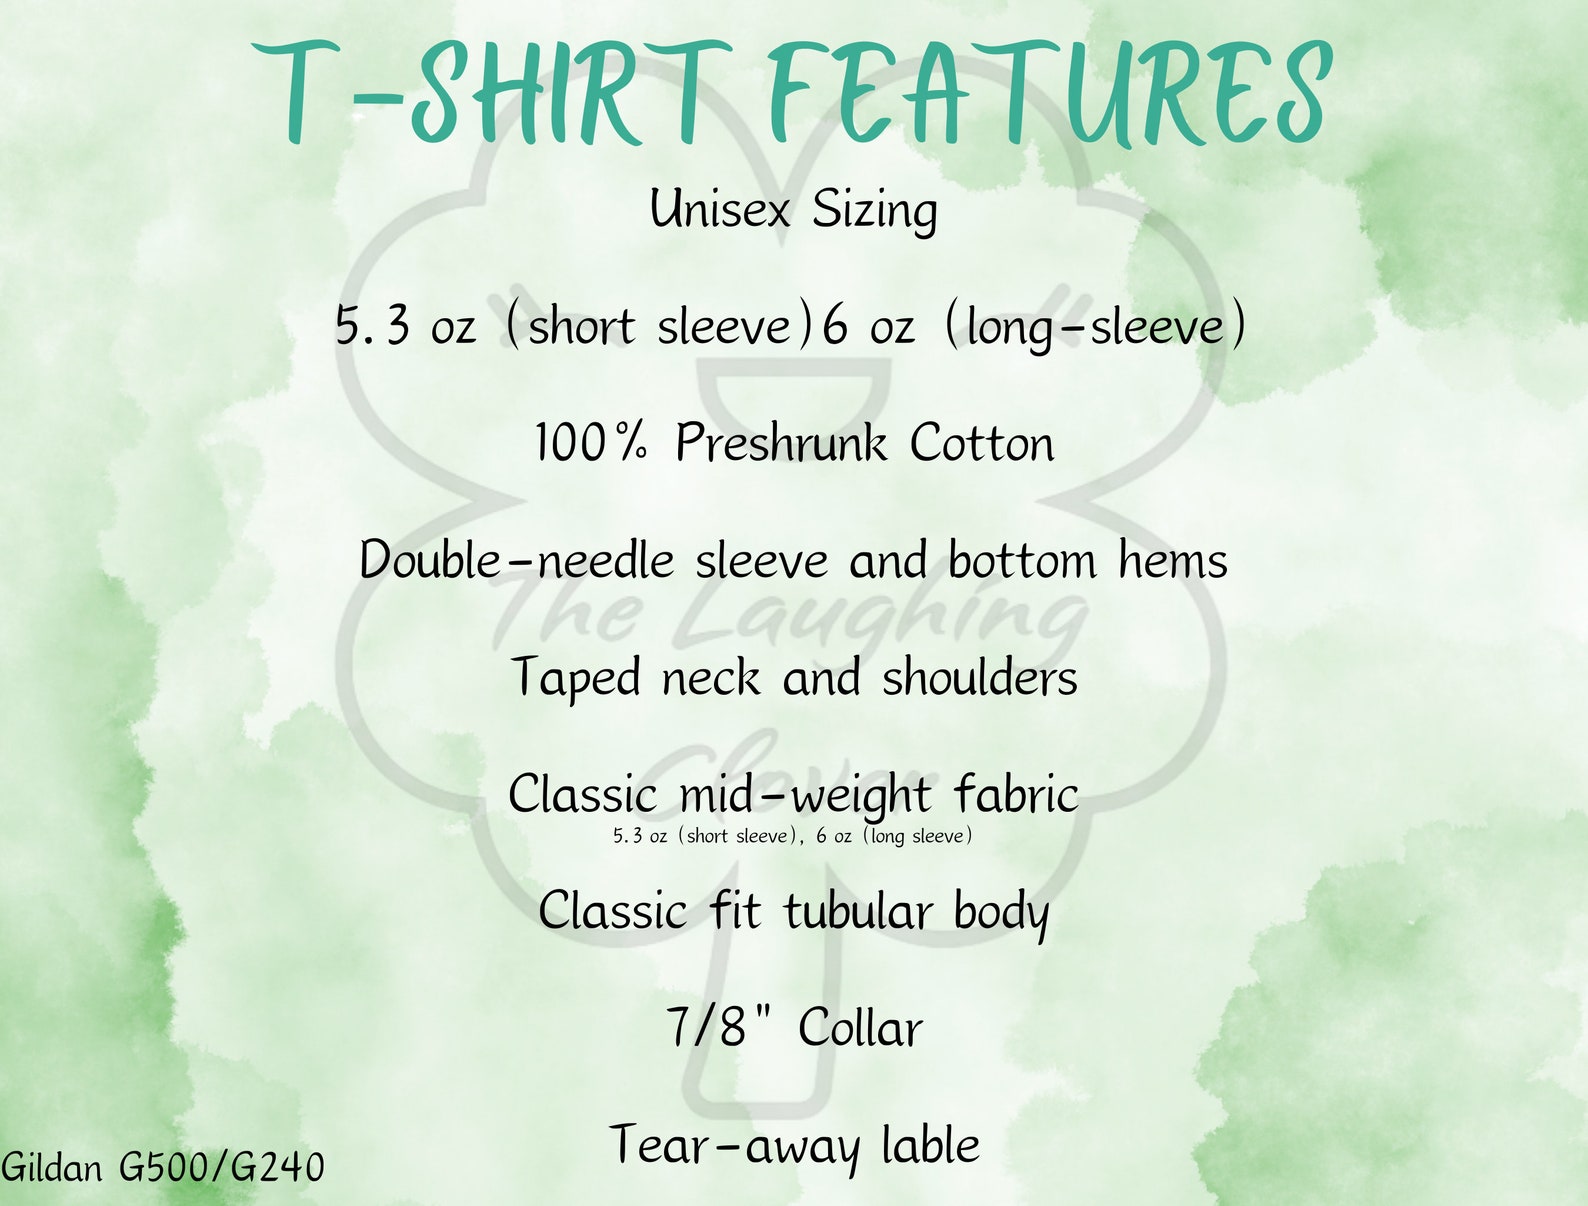 T-SHIRT FEATURES
Unisex Sizing
5.3 oz (short sleeve)6 oz (long-sleeve)
100% Preshrunk Cotton
Double-needle sleeve and bottom hems
The Laughing
Taped neck and shoulders
Clover
Classic mid-weight fabric
5.3 oz (short sleeve), 6 oz (long sleeve)
Classic fit tubular body
7/8" Collar
Tear-away lable
Gildan G500/G240